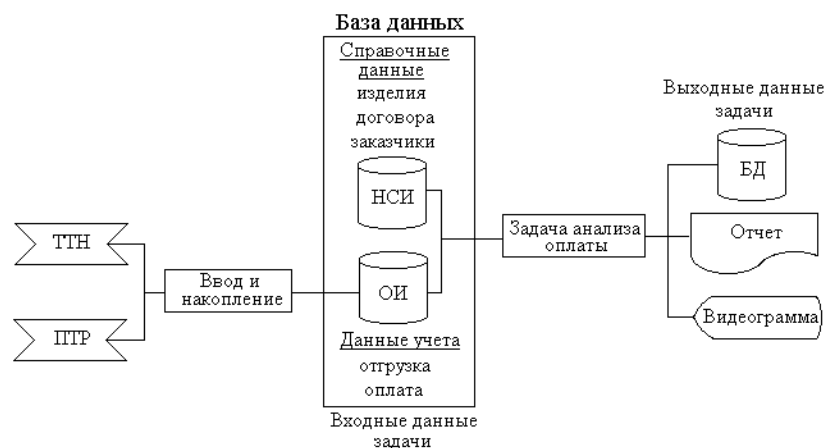 База данных
Справочные
данные
изделия
договора
заказчики
НСИ
ТТН
ПТР
Ввод и
накопление
ОИ
Данные учета
отгрузка
оплата
Входные данные
задачи
Задача анализа
оплаты
Выходные данные
задачи
БД
Отчет
Видеограмма